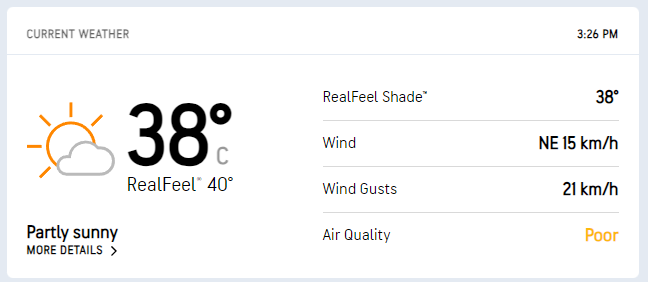 CURRENT WEATHER 3:26 PM
38° C
RealFeel™ 40°
Partly sunny
MORE DETAILS >
RealFeel Shade™ 38°
Wind NE 15 km/h
Wind Gusts 21 km/h
Air Quality Poor